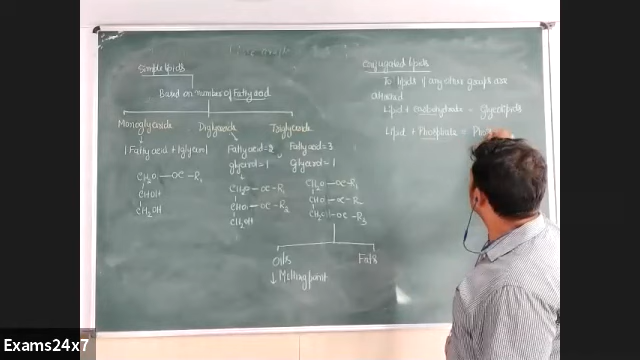 Simple lipids
Based on number of Fatty acid
Monoglyceride Diglyceride Triglyceride
1 Fatty acid + 1 glycerol
Fatty acid = 2
glycerol = 1
Fatty acid = 3
Glycerol = 1
CH2O — OC — R1
CHOH
CH2OH
CH2O — OC — R1
CHO — OC — R2
CH2OH
CH2O — OC — R1
CHO — OC — R2
CH2O — OC — R3
Oils Fats
↓ Melting point
Conjugated lipids
To lipids if any other groups are
attached
Lipid + carbohydrate = Glycolipids
Lipid + Phosphate = Phos
Exams24x7